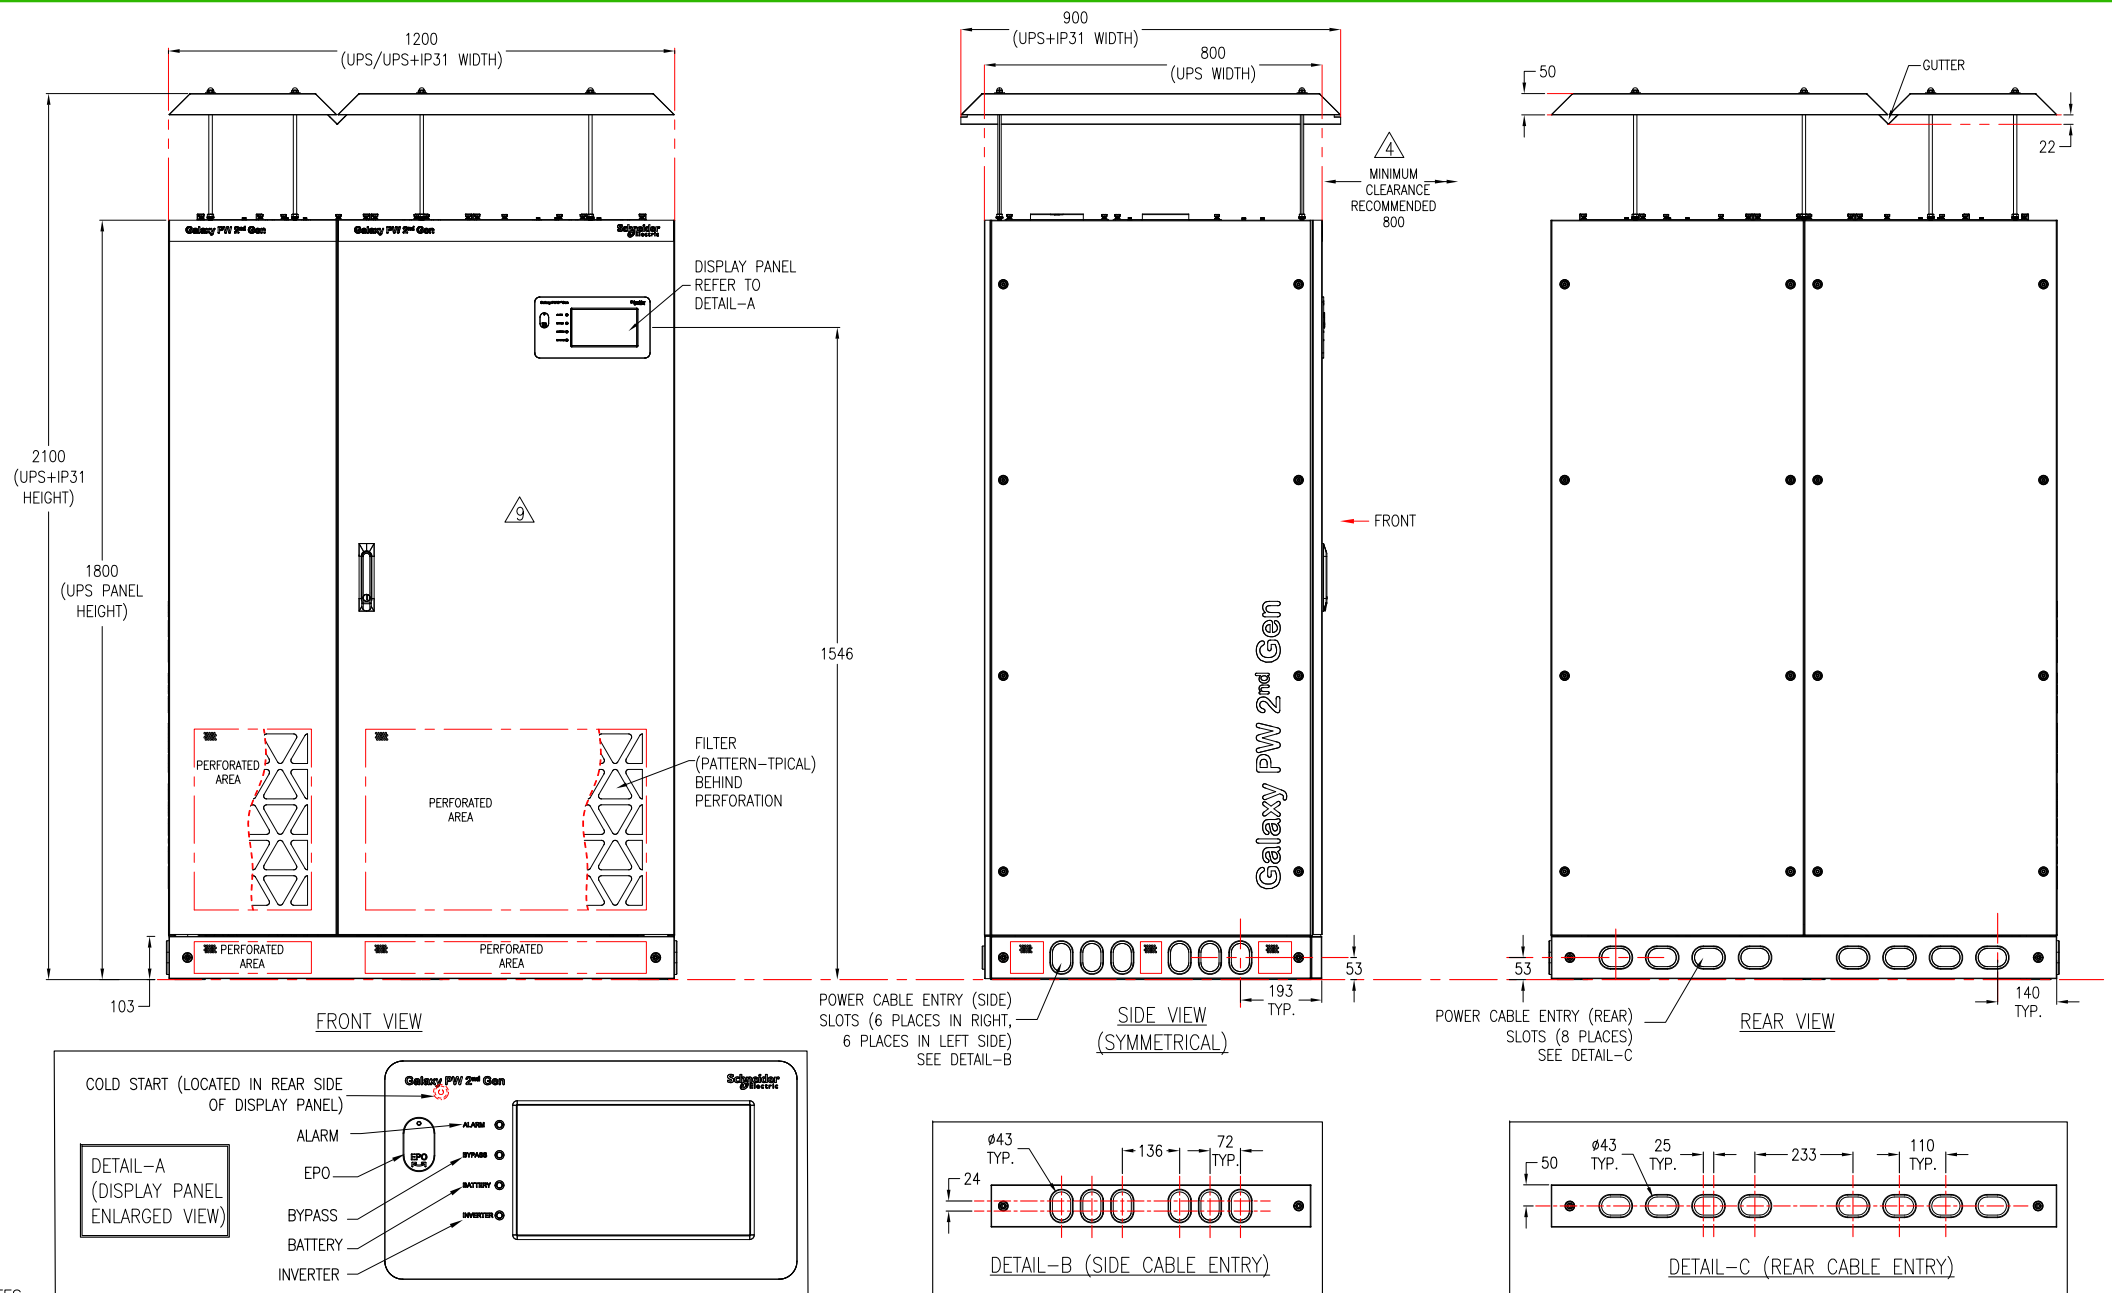 1200
(UPS/UPS+IP31 WIDTH)
900
(UPS+IP31 WIDTH)
800
(UPS WIDTH)
50
GUTTER
22
4
MINIMUM
CLEARANCE
RECOMMENDED
800
Galaxy PW 2nd Gen
Galaxy PW 2nd Gen
Schneider
Electric
DISPLAY PANEL
REFER TO
DETAIL-A
2100
(UPS+IP31
HEIGHT)
1800
(UPS PANEL
HEIGHT)
9
FRONT
1546
Galaxy PW 2nd Gen
PERFORATED
AREA
PERFORATED
AREA
FILTER
(PATTERN-TPICAL)
BEHIND
PERFORATION
PERFORATED
AREA
PERFORATED
AREA
103
FRONT VIEW
53
193
TYP.
POWER CABLE ENTRY (SIDE)
SLOTS (6 PLACES IN RIGHT,
6 PLACES IN LEFT SIDE)
SEE DETAIL-B
SIDE VIEW
(SYMMETRICAL)
53
140
TYP.
POWER CABLE ENTRY (REAR)
SLOTS (8 PLACES)
SEE DETAIL-C
REAR VIEW
COLD START (LOCATED IN REAR SIDE
OF DISPLAY PANEL)
ALARM
EPO
BYPASS
BATTERY
INVERTER
DETAIL-A
(DISPLAY PANEL
ENLARGED VIEW)
Galaxy PW 2nd Gen
Schneider
Electric
EPO
ALARM
BYPASS
BATTERY
INVERTER
ø43
TYP.
136
72
TYP.
24
DETAIL-B (SIDE CABLE ENTRY)
50
ø43
TYP.
25
TYP.
233
110
TYP.
DETAIL-C (REAR CABLE ENTRY)